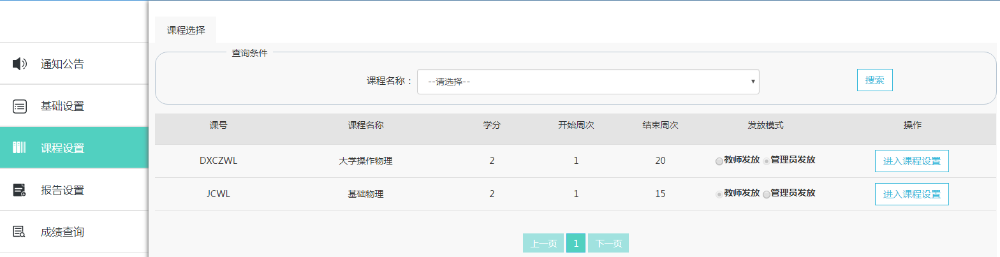 课程选择
查询条件
课程名称： --请选择-- 搜索
通知公告
基础设置
课程设置
报告设置
成绩查询
课号 课程名称 学分 开始周次 结束周次 发放模式 操作
DXCZWL 大学操作物理 2 1 20 教师发放 管理员发放 进入课程设置
JCWL 基础物理 2 1 15 教师发放 管理员发放 进入课程设置
上一页 1 下一页